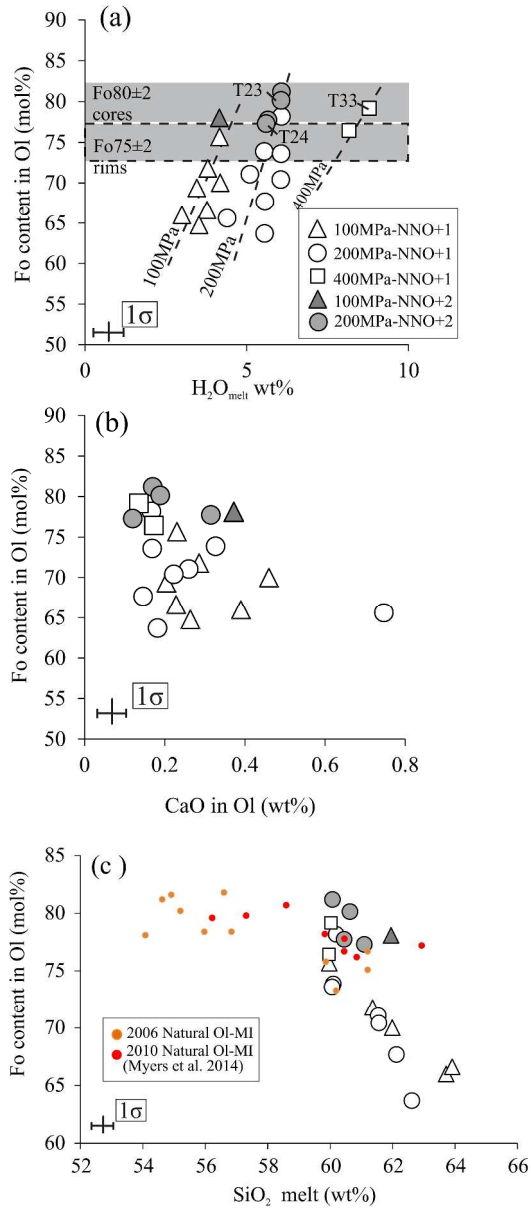 (a)
90
85
80
75
70
65
60
55
50
Fo content in Ol (mol%)
Fo80±2
cores
Fo75±2
rims
T23
T24
T33
100MPa
200MPa
400MPa
100MPa-NNO+1
200MPa-NNO+1
400MPa-NNO+1
100MPa-NNO+2
200MPa-NNO+2
1σ
0 5 10
H₂Omelt wt%
(b)
90
85
80
75
70
65
60
55
50
Fo content in Ol (mol%)
1σ
0 0.2 0.4 0.6 0.8
CaO in Ol (wt%)
(c)
85
80
75
70
65
60
Fo content in Ol (mol%)
2006 Natural Ol-MI
2010 Natural Ol-MI
(Myers et al. 2014)
1σ
52 54 56 58 60 62 64 66
SiO₂ melt (wt%)